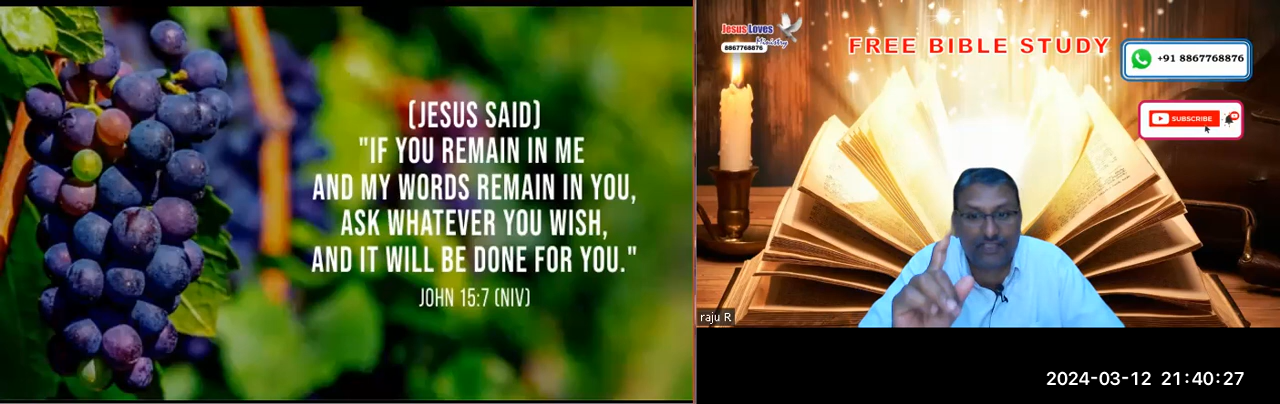 (JESUS SAID)
"IF YOU REMAIN IN ME
AND MY WORDS REMAIN IN YOU,
ASK WHATEVER YOU WISH,
AND IT WILL BE DONE FOR YOU."
JOHN 15:7 (NIV)
Jesus Loves
Ministry
8867768876
FREE BIBLE STUDY
+91 8867768876
SUBSCRIBE
raju R
2024-03-12 21:40:27